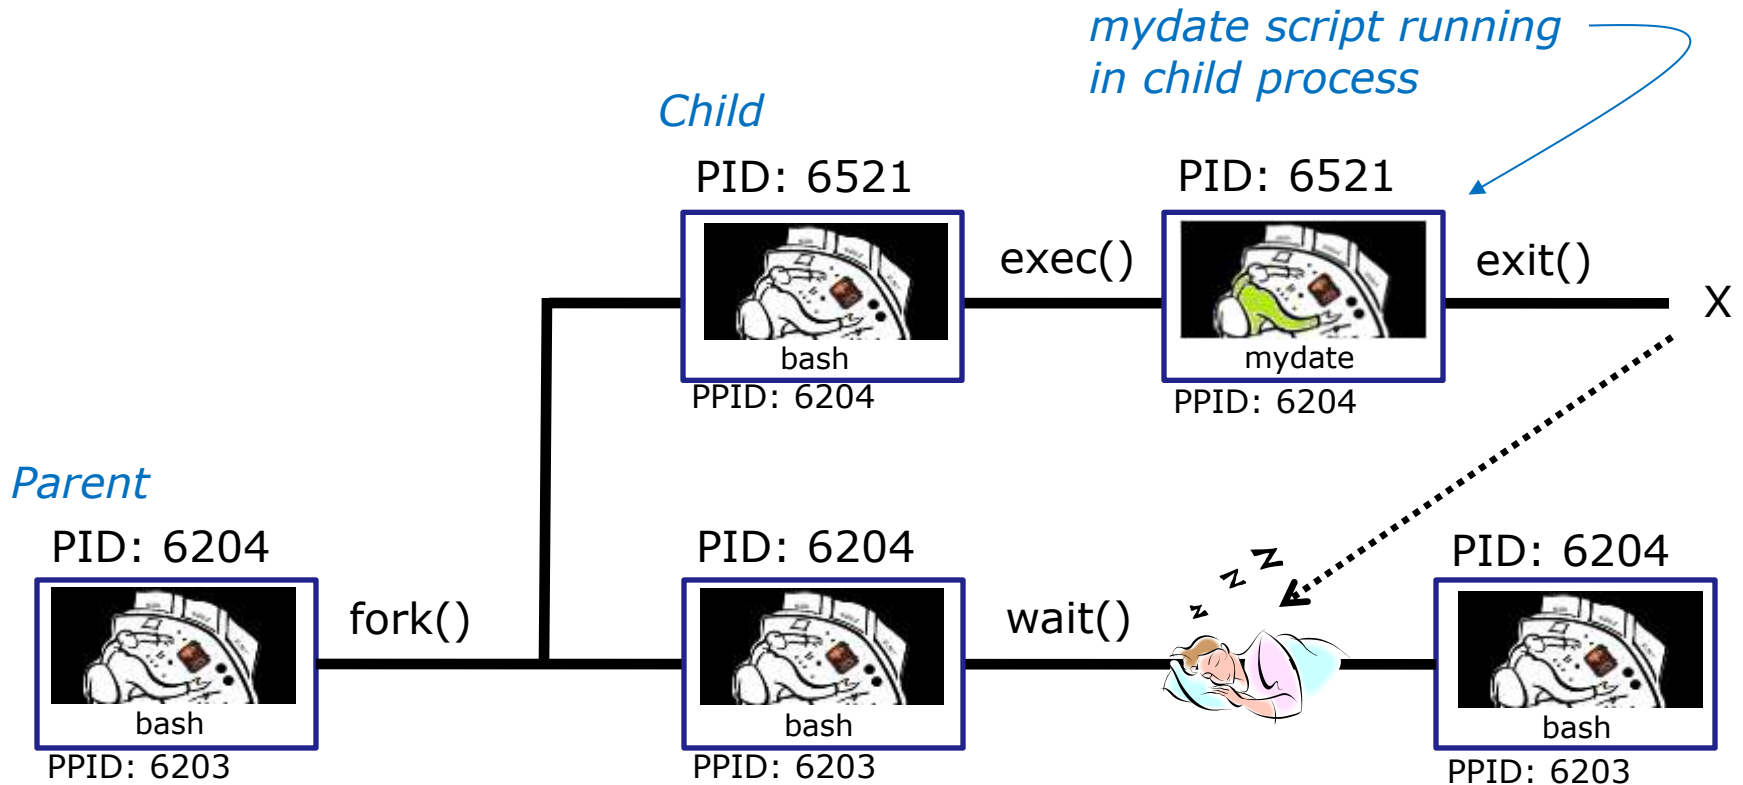 mydate script running
in child process
Child
PID: 6521
PID: 6521
exec()
exit()
X
bash
mydate
PPID: 6204
PPID: 6204
Parent
PID: 6204
PID: 6204
PID: 6204
z z z
fork()
wait()
bash
bash
bash
PPID: 6203
PPID: 6203
PPID: 6203